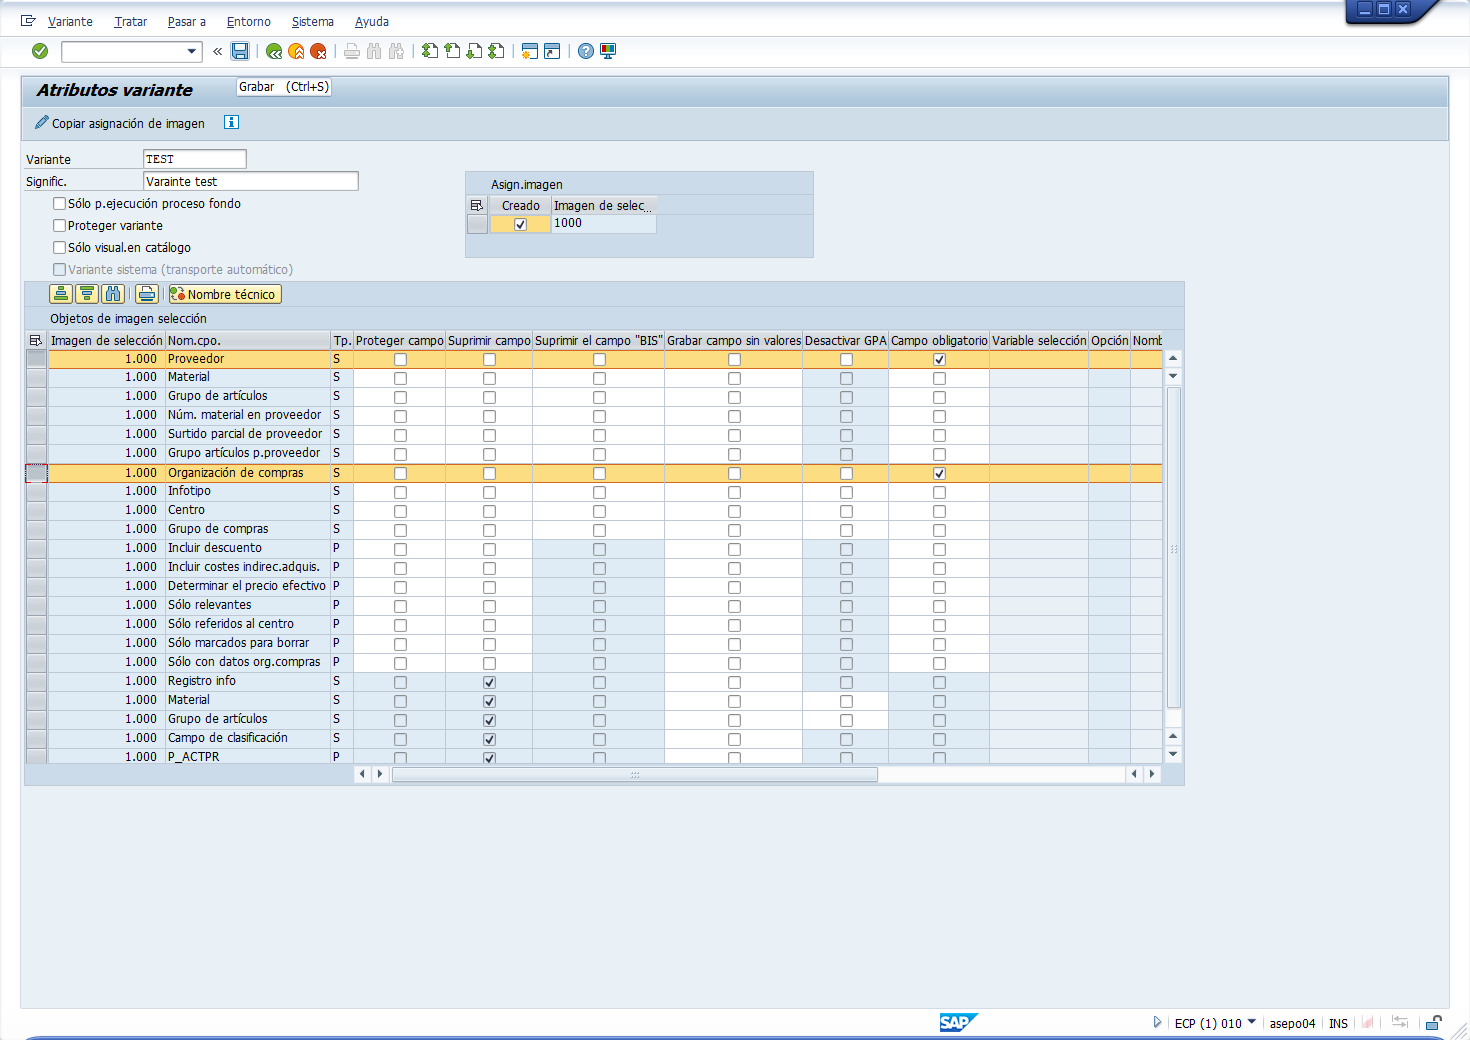 Variante Tratar Pasar a Entorno Sistema Ayuda
Atributos variante
Grabar (Ctrl+S)
Copiar asignación de imagen
Variante TEST
Signific. Varainte test
Sólo p.ejecución proceso fondo
Proteger variante
Sólo visual.en catálogo
Variante sistema (transporte automático)
Asign.imagen
Creado Imagen de selec...
1000
Nombre técnico
Objetos de imagen selección
Imagen de selección Nom.cpo. Tp. Proteger campo Suprimir campo Suprimir el campo "BIS" Grabar campo sin valores Desactivar GPA Campo obligatorio Variable selección Opción Nomb
1.000 Proveedor S
1.000 Material S
1.000 Grupo de artículos S
1.000 Núm. material en proveedor S
1.000 Surtido parcial de proveedor S
1.000 Grupo artículos p.proveedor S
1.000 Organización de compras S
1.000 Infotipo S
1.000 Centro S
1.000 Grupo de compras S
1.000 Incluir descuento P
1.000 Incluir costes indirec.adquis. P
1.000 Determinar el precio efectivo P
1.000 Sólo relevantes P
1.000 Sólo referidos al centro P
1.000 Sólo marcados para borrar P
1.000 Sólo con datos org.compras P
1.000 Registro info S
1.000 Material S
1.000 Grupo de artículos S
1.000 Campo de clasificación S
1.000 P_ACTPR P
SAP
ECP (1) 010 asepo04 INS